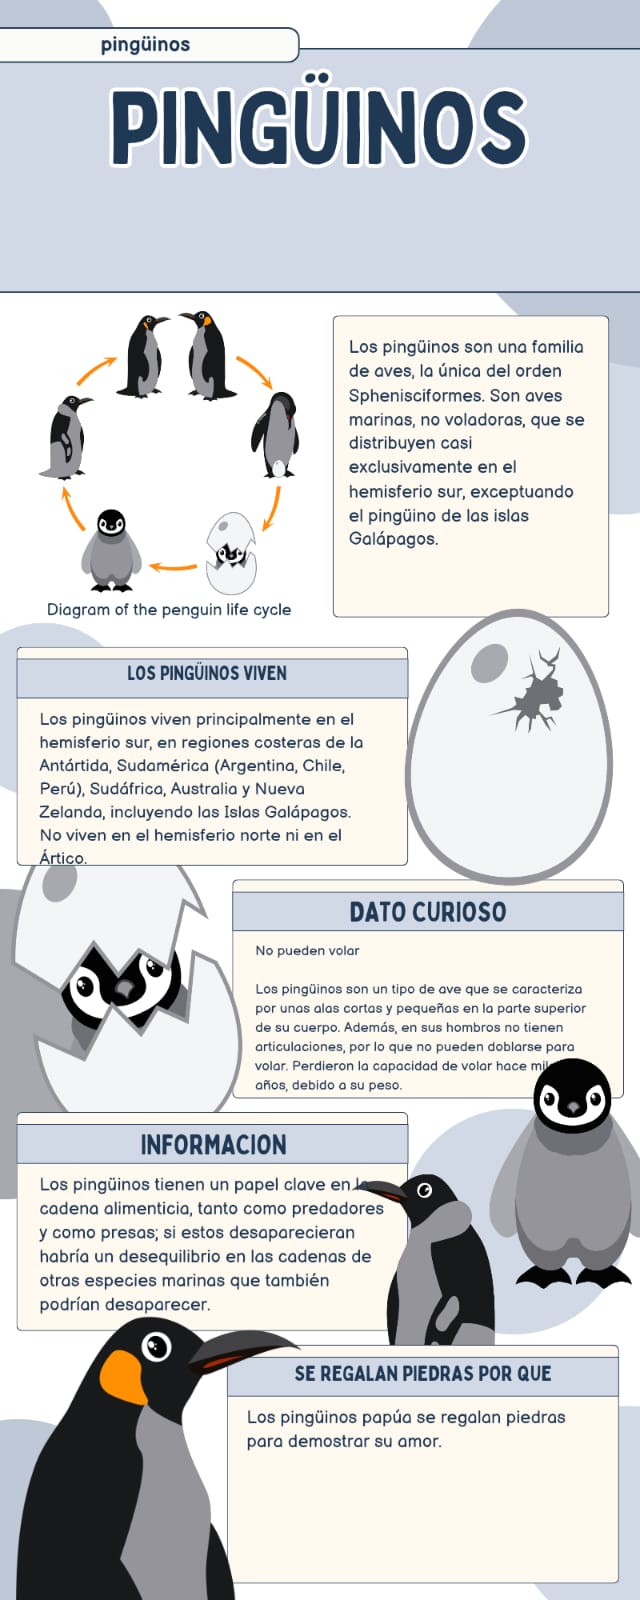 pingüinos
PINGÜINOS
Diagram of the penguin life cycle
Los pingüinos son una familia
de aves, la única del orden
Sphenisciformes. Son aves
marinas, no voladoras, que se
distribuyen casi
exclusivamente en el
hemisferio sur, exceptuando
el pingüino de las islas
Galápagos.
LOS PINGÜINOS VIVEN
Los pingüinos viven principalmente en el
hemisferio sur, en regiones costeras de la
Antártida, Sudamérica (Argentina, Chile,
Perú), Sudáfrica, Australia y Nueva
Zelanda, incluyendo las Islas Galápagos.
No viven en el hemisferio norte ni en el
Ártico.
DATO CURIOSO
No pueden volar
Los pingüinos son un tipo de ave que se caracteriza
por unas alas cortas y pequeñas en la parte superior
de su cuerpo. Además, en sus hombros no tienen
articulaciones, por lo que no pueden doblarse para
volar. Perdieron la capacidad de volar hace
años, debido a su peso.
INFORMACION
Los pingüinos tienen un papel clave en la
cadena alimenticia, tanto como predadores
y como presas; si estos desaparecieran
habría un desequilibrio en las cadenas de
otras especies marinas que también
podrían desaparecer.
SE REGALAN PIEDRAS POR QUE
Los pingüinos papúa se regalan piedras
para demostrar su amor.